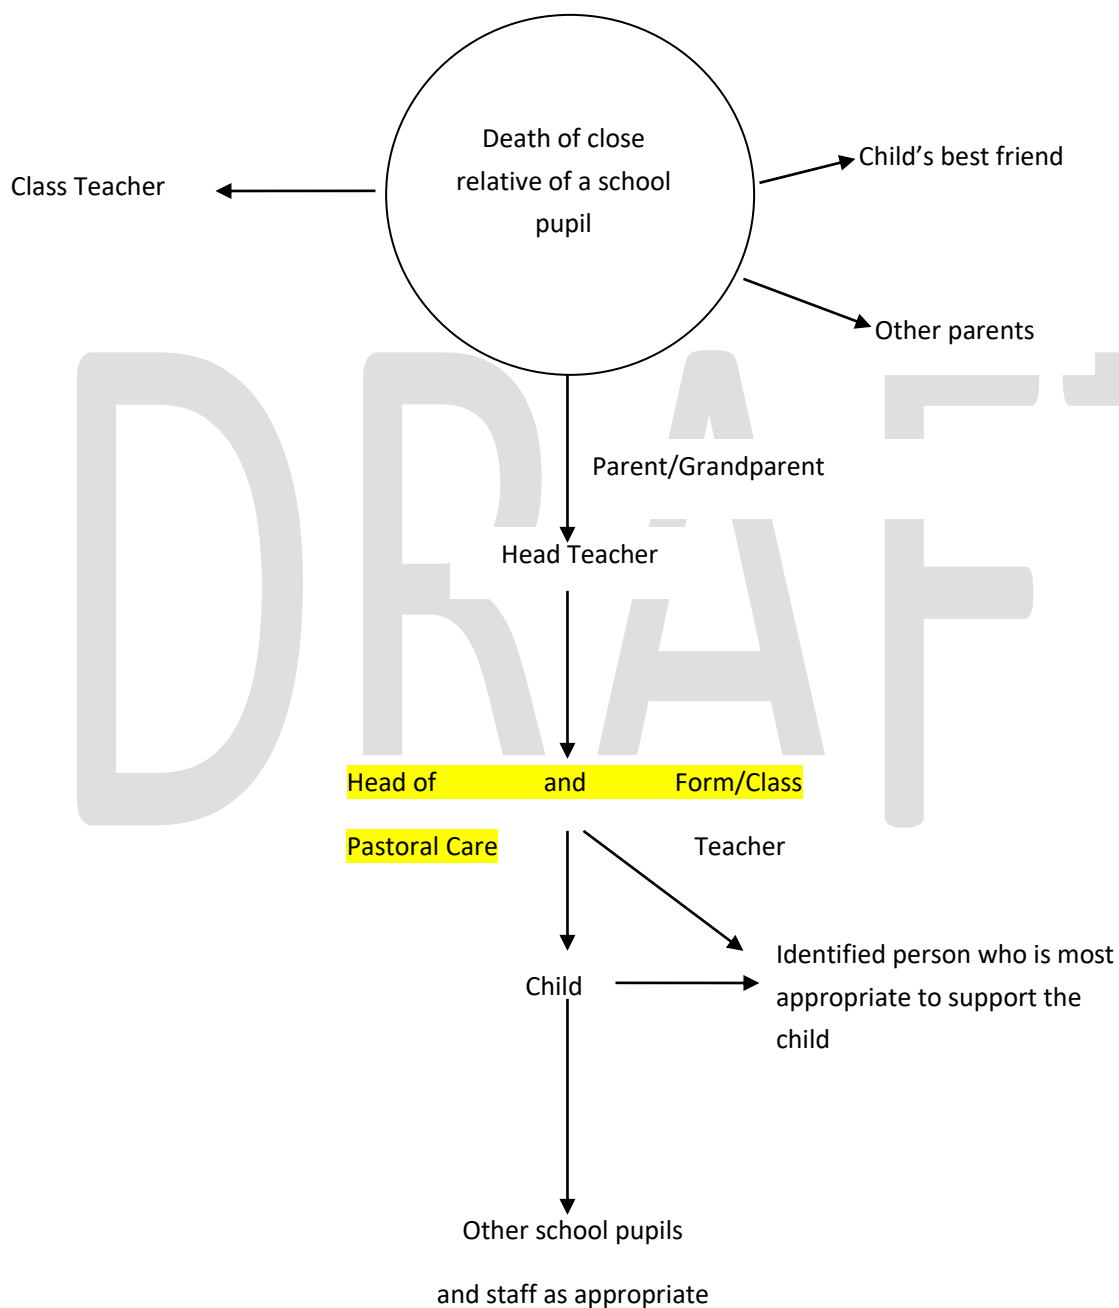 Death of close
relative of a school
pupil
Child’s best friend
Class Teacher
Other parents
Parent/Grandparent
Head Teacher
Head of and Form/Class
Pastoral Care Teacher
Identified person who is most
appropriate to support the
child
Child
Other school pupils
and staff as appropriate
DRAFT